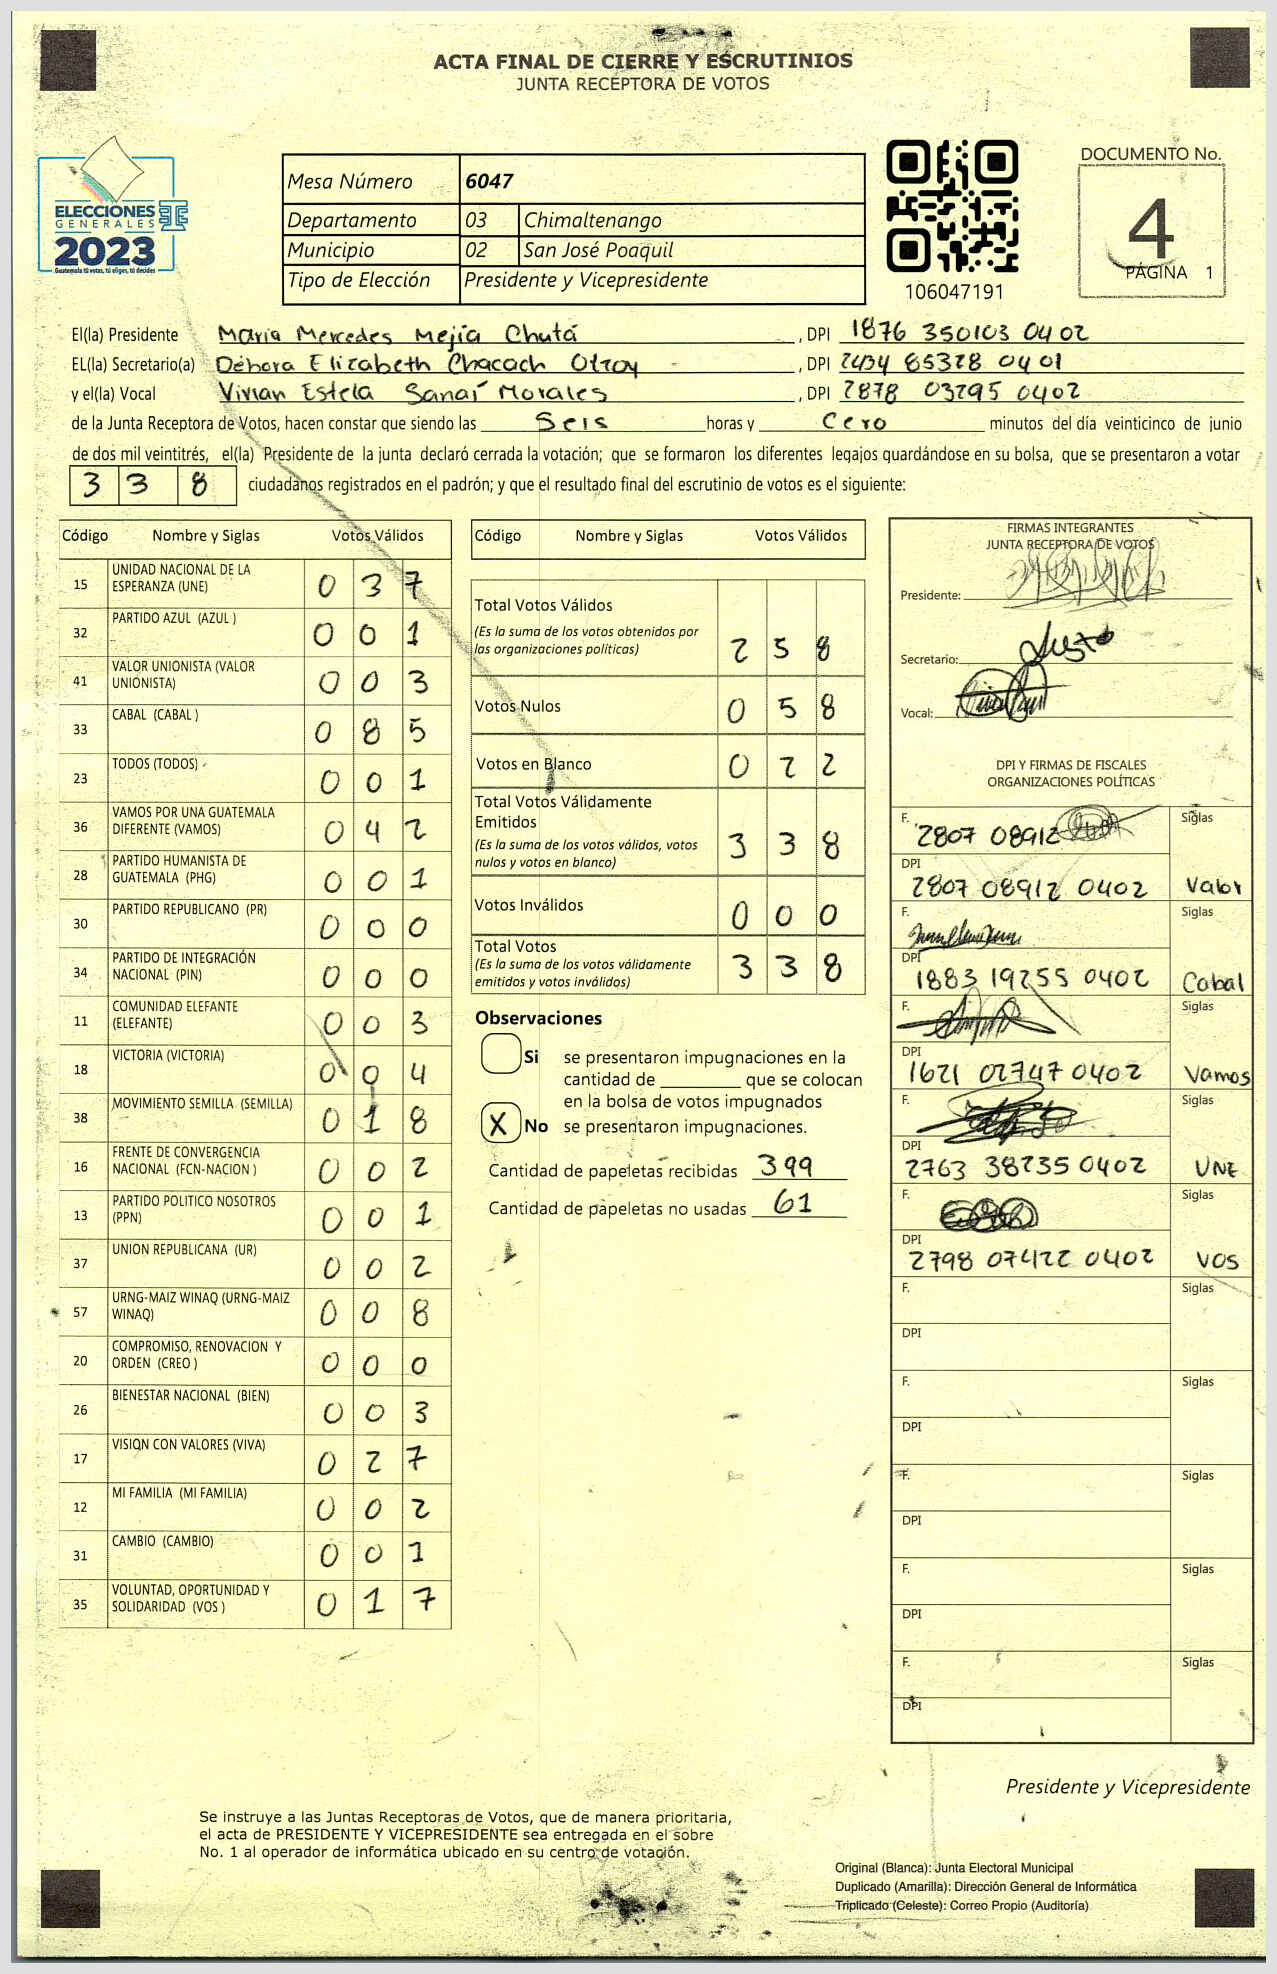 ACTA FINAL DE CIERRE Y ESCRUTINIOS
JUNTA RECEPTORA DE VOTOS
ELECCIONES
GENERALES
2023
Guatemala tú votas, tú eliges, tú decides
Mesa Número 6047
Departamento 03 Chimaltenango
Municipio 02 San José Poaquil
Tipo de Elección Presidente y Vicepresidente
106047191
DOCUMENTO No.
4
PÁGINA 1
El(la) Presidente Maria Mercedes Mejía Chutá , DPI 1876 350103 0402
EL(la) Secretario(a) Débora Elizabeth Chacach Otzoy , DPI 2434 85328 0401
y el(la) Vocal Vivian Estela Sanaí Morales , DPI 2878 03295 0402
de la Junta Receptora de Votos, hacen constar que siendo las Seis horas y Cero minutos del día veinticinco de junio
de dos mil veintitrés, el(la) Presidente de la junta declaró cerrada la votación; que se formaron los diferentes legajos guardándose en su bolsa, que se presentaron a votar
3 3 8 ciudadanos registrados en el padrón; y que el resultado final del escrutinio de votos es el siguiente:
Código Nombre y Siglas Votos Válidos
15 UNIDAD NACIONAL DE LA ESPERANZA (UNE) 0 3 7
32 PARTIDO AZUL (AZUL ) 0 0 1
41 VALOR UNIONISTA (VALOR UNIONISTA) 0 0 3
33 CABAL (CABAL ) 0 8 5
23 TODOS (TODOS) 0 0 1
36 VAMOS POR UNA GUATEMALA DIFERENTE (VAMOS) 0 4 2
28 PARTIDO HUMANISTA DE GUATEMALA (PHG) 0 0 1
30 PARTIDO REPUBLICANO (PR) 0 0 0
34 PARTIDO DE INTEGRACIÓN NACIONAL (PIN) 0 0 0
11 COMUNIDAD ELEFANTE (ELEFANTE) 0 0 3
18 VICTORIA (VICTORIA) 0 0 4
38 MOVIMIENTO SEMILLA (SEMILLA) 0 1 8
16 FRENTE DE CONVERGENCIA NACIONAL (FCN-NACION ) 0 0 2
13 PARTIDO POLITICO NOSOTROS (PPN) 0 0 1
37 UNION REPUBLICANA (UR) 0 0 2
57 URNG-MAIZ WINAQ (URNG-MAIZ WINAQ) 0 0 8
20 COMPROMISO, RENOVACION Y ORDEN (CREO ) 0 0 0
26 BIENESTAR NACIONAL (BIEN) 0 0 3
17 VISION CON VALORES (VIVA) 0 2 7
12 MI FAMILIA (MI FAMILIA) 0 0 2
31 CAMBIO (CAMBIO) 0 0 1
35 VOLUNTAD, OPORTUNIDAD Y SOLIDARIDAD (VOS ) 0 1 7
Código Nombre y Siglas Votos Válidos
Total Votos Válidos
(Es la suma de los votos obtenidos por
las organizaciones políticas) 2 5 8
Votos Nulos 0 5 8
Votos en Blanco 0 2 2
Total Votos Válidamente
Emitidos
(Es la suma de los votos válidos, votos
nulos y votos en blanco) 3 3 8
Votos Inválidos 0 0 0
Total Votos
(Es la suma de los votos válidamente
emitidos y votos inválidos) 3 3 8
Observaciones
Si se presentaron impugnaciones en la
cantidad de ________ que se colocan
en la bolsa de votos impugnados
X No se presentaron impugnaciones.
Cantidad de papeletas recibidas 399
Cantidad de papeletas no usadas 61
FIRMAS INTEGRANTES
JUNTA RECEPTORA DE VOTOS
Presidente:
Secretario:
Vocal:
DPI Y FIRMAS DE FISCALES
ORGANIZACIONES POLÍTICAS
F. 2807 08912 Siglas
DPI 2807 08912 0402 Valor
F. Siglas
DPI 1883 19255 0402 Cabal
F. Siglas
DPI 1621 02747 0402 Vamos
F. Siglas
DPI 2763 38235 0402 UNE
F. Siglas
DPI 2798 07422 0402 VOS
F. Siglas
DPI
F. Siglas
DPI
F. Siglas
DPI
F. Siglas
DPI
F. Siglas
DPI
Presidente y Vicepresidente
Se instruye a las Juntas Receptoras de Votos, que de manera prioritaria,
el acta de PRESIDENTE Y VICEPRESIDENTE sea entregada en el sobre
No. 1 al operador de informática ubicado en su centro de votación.
Original (Blanca): Junta Electoral Municipal
Duplicado (Amarilla): Dirección General de Informática
Triplicado (Celeste): Correo Propio (Auditoría)